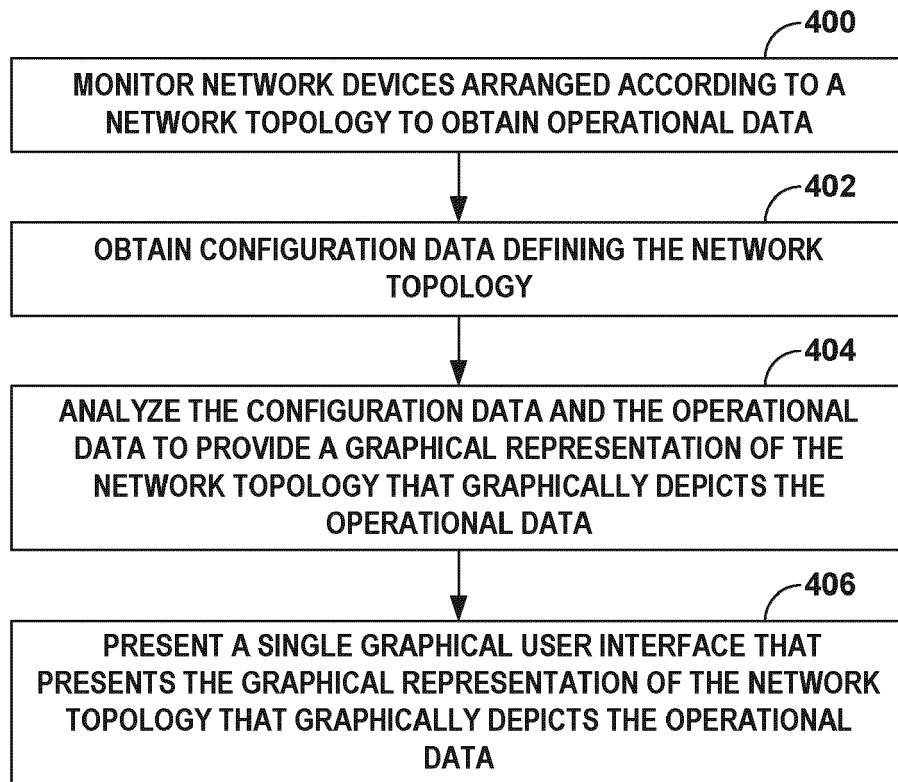 400
MONITOR NETWORK DEVICES ARRANGED ACCORDING TO A
NETWORK TOPOLOGY TO OBTAIN OPERATIONAL DATA
402
OBTAIN CONFIGURATION DATA DEFINING THE NETWORK
TOPOLOGY
404
ANALYZE THE CONFIGURATION DATA AND THE OPERATIONAL
DATA TO PROVIDE A GRAPHICAL REPRESENTATION OF THE
NETWORK TOPOLOGY THAT GRAPHICALLY DEPICTS THE
OPERATIONAL DATA
406
PRESENT A SINGLE GRAPHICAL USER INTERFACE THAT
PRESENTS THE GRAPHICAL REPRESENTATION OF THE NETWORK
TOPOLOGY THAT GRAPHICALLY DEPICTS THE OPERATIONAL
DATA